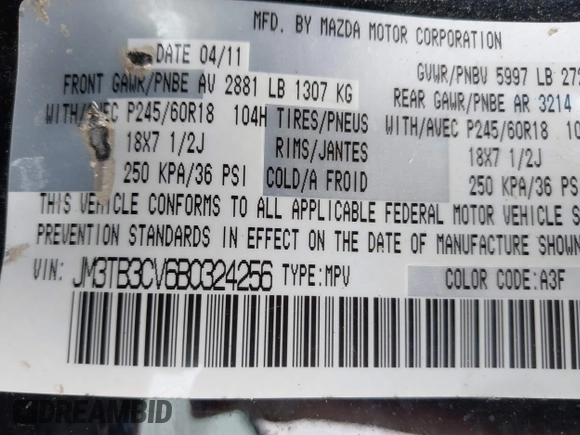 MFD. BY MAZDA MOTOR CORPORATION
DATE 04/11
GVWR/PNBV 5997 LB 272
FRONT GAWR/PNBE AV 2881 LB 1307 KG
REAR GAWR/PNBE AR 3214
WITH/AVEC P245/60R18 104H TIRES/PNEUS WITH/AVEC P245/60R18 10
18X7 1/2J RIMS/JANTES 18X7 1/2J
250 KPA/36 PSI COLD/A FROID 250 KPA/36 PS
THIS VEHICLE CONFORMS TO ALL APPLICABLE FEDERAL MOTOR VEHICLE S
PREVENTION STANDARDS IN EFFECT ON THE DATE OF MANUFACTURE SHOWN
VIN: JM3TB3CV6B0324256 TYPE:MPV COLOR CODE:A3F
DREAMBID